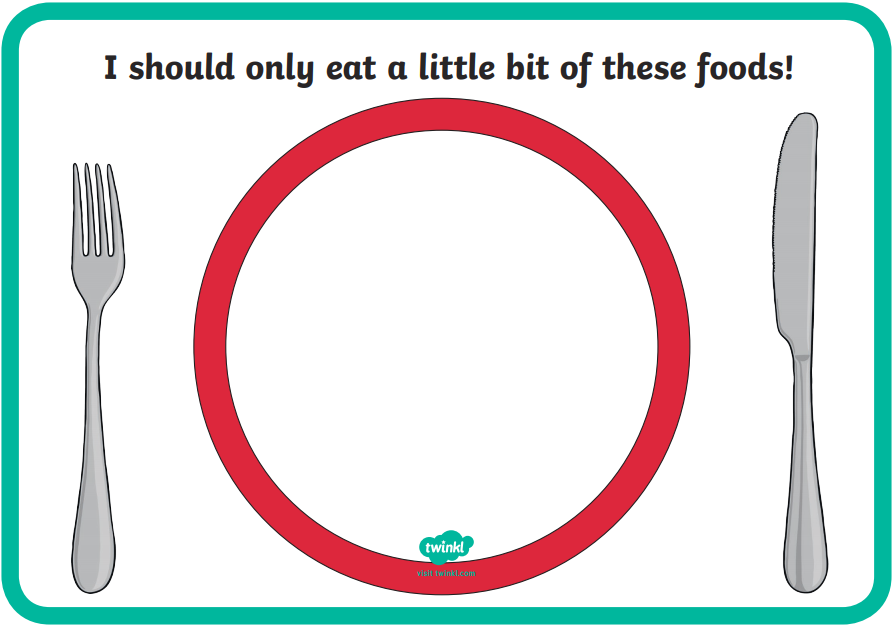 I should only eat a little bit of these foods!
twinkl
visit twinkl.com